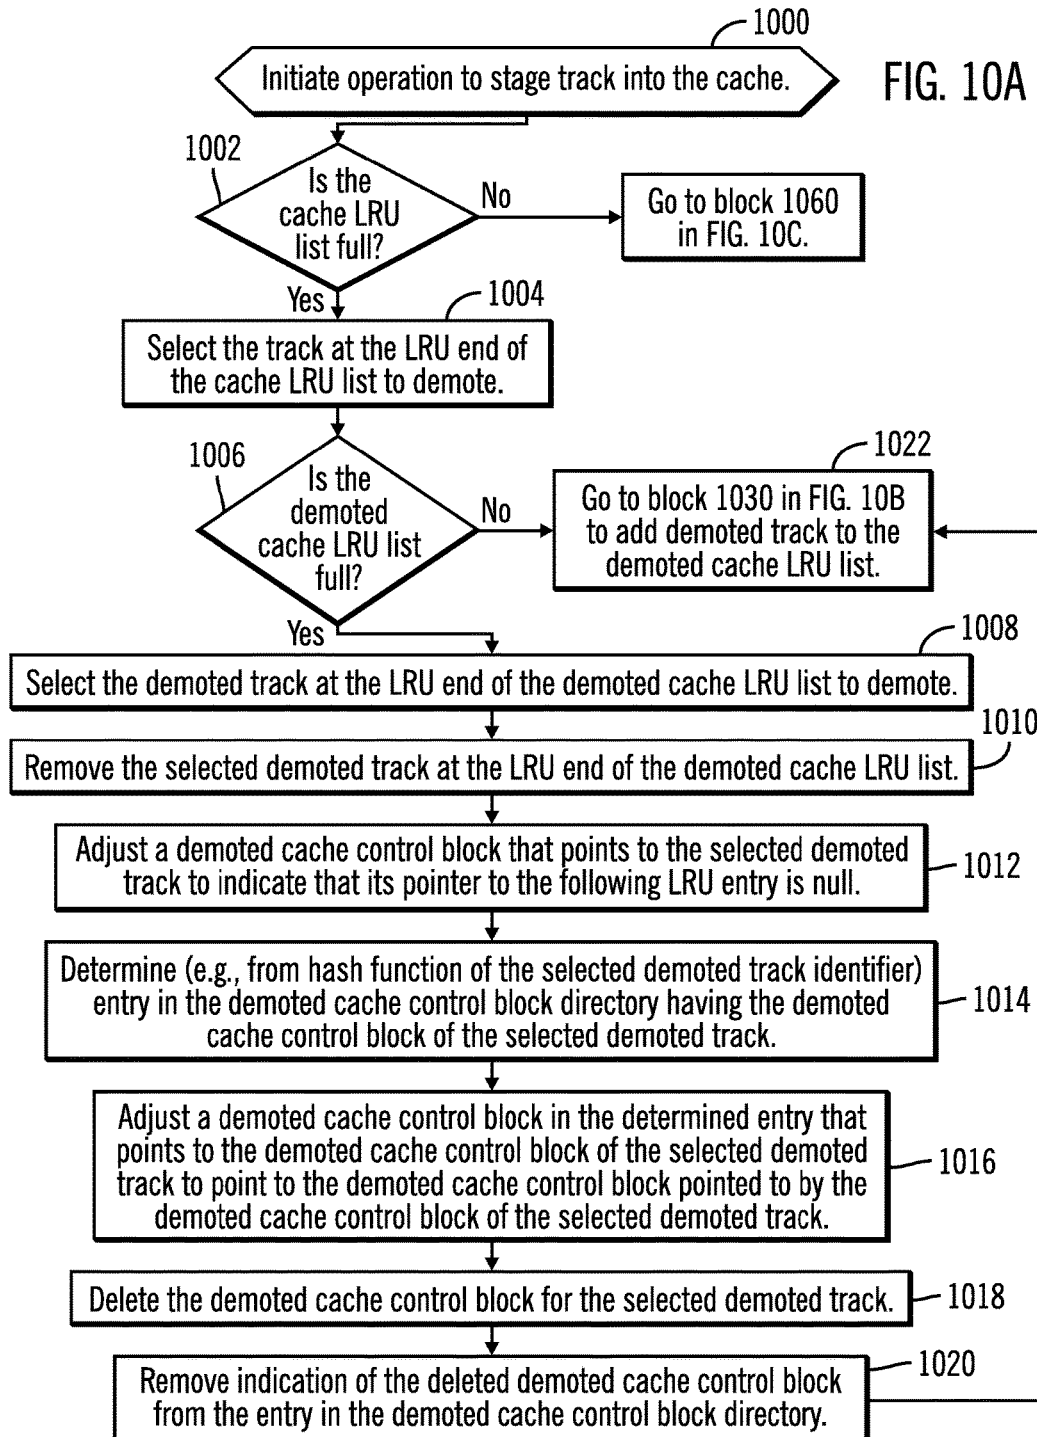 1000
Initiate operation to stage track into the cache.
FIG. 10A
1002
Is the
cache LRU
list full?
No
Go to block 1060
in FIG. 10C.
Yes
1004
Select the track at the LRU end of
the cache LRU list to demote.
1006
Is the
demoted
cache LRU list
full?
No
1022
Go to block 1030 in FIG. 10B
to add demoted track to the
demoted cache LRU list.
Yes
1008
Select the demoted track at the LRU end of the demoted cache LRU list to demote.
1010
Remove the selected demoted track at the LRU end of the demoted cache LRU list.
Adjust a demoted cache control block that points to the selected demoted
track to indicate that its pointer to the following LRU entry is null.
1012
Determine (e.g., from hash function of the selected demoted track identifier)
entry in the demoted cache control block directory having the demoted
cache control block of the selected demoted track.
1014
Adjust a demoted cache control block in the determined entry that
points to the demoted cache control block of the selected demoted
track to point to the demoted cache control block pointed to by the
demoted cache control block of the selected demoted track.
1016
Delete the demoted cache control block for the selected demoted track.
1018
Remove indication of the deleted demoted cache control block
from the entry in the demoted cache control block directory.
1020